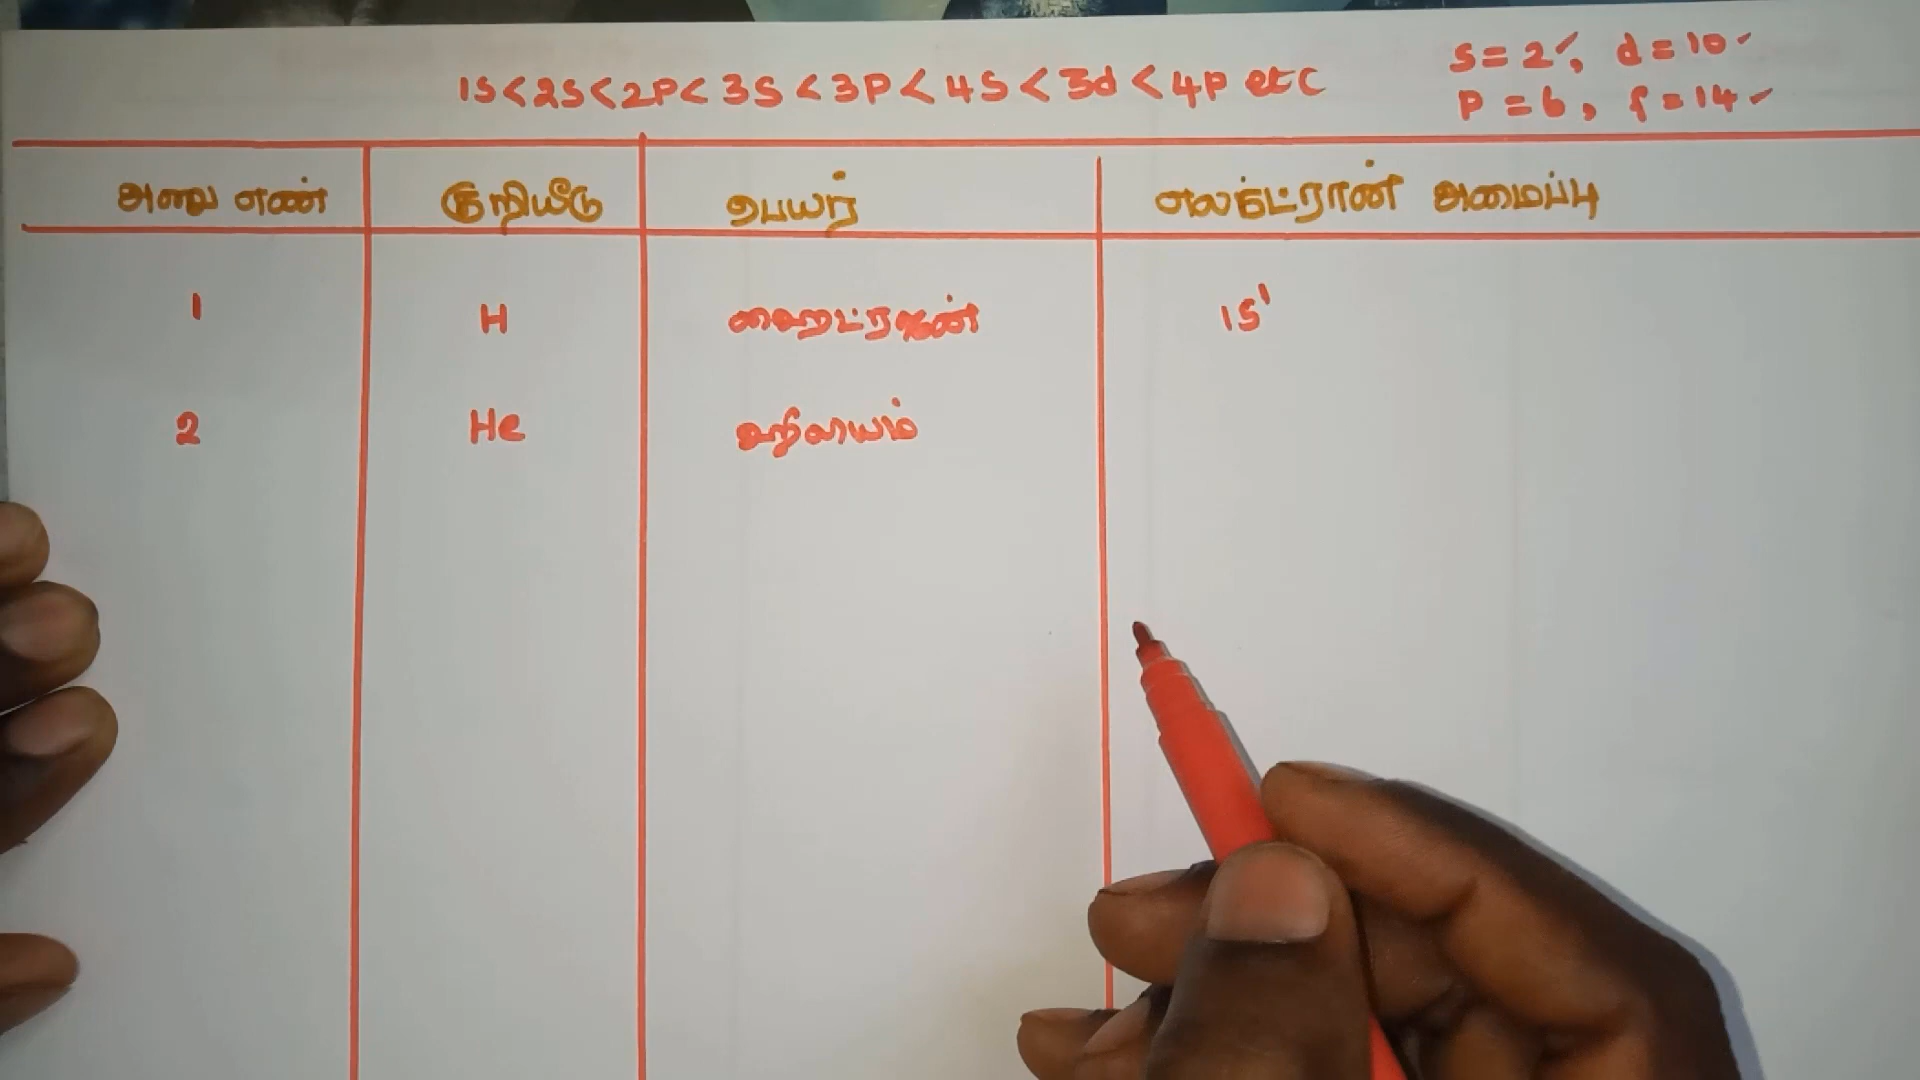 1S<2S<2P<3S<3P<4S<3d<4P etc
S=2✓, d=10✓
P=6, f=14✓
அணு எண் குறியீடு பெயர் எலக்ட்ரான் அமைப்பு
1 H ஹைட்ரஜன் 1S¹
2 He ஹீலியம்